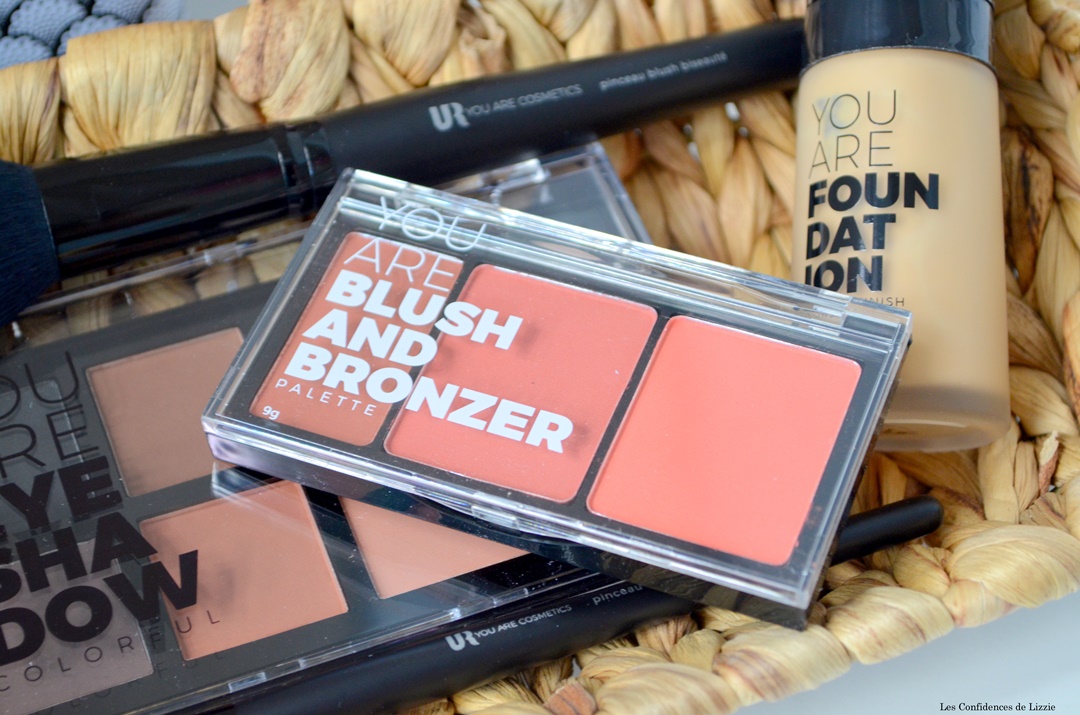 UR YOU ARE COSMETICS pinceau blush biseauté
YOU
ARE
FOUN
DAT
ION
YOU
ARE
BLUSH
AND
BRONZER
PALETTE
9g
YOU
ARE
EYE
SHA
DOW
COLORFUL
UR YOU ARE COSMETICS pinceau
Les Confidences de Lizzie